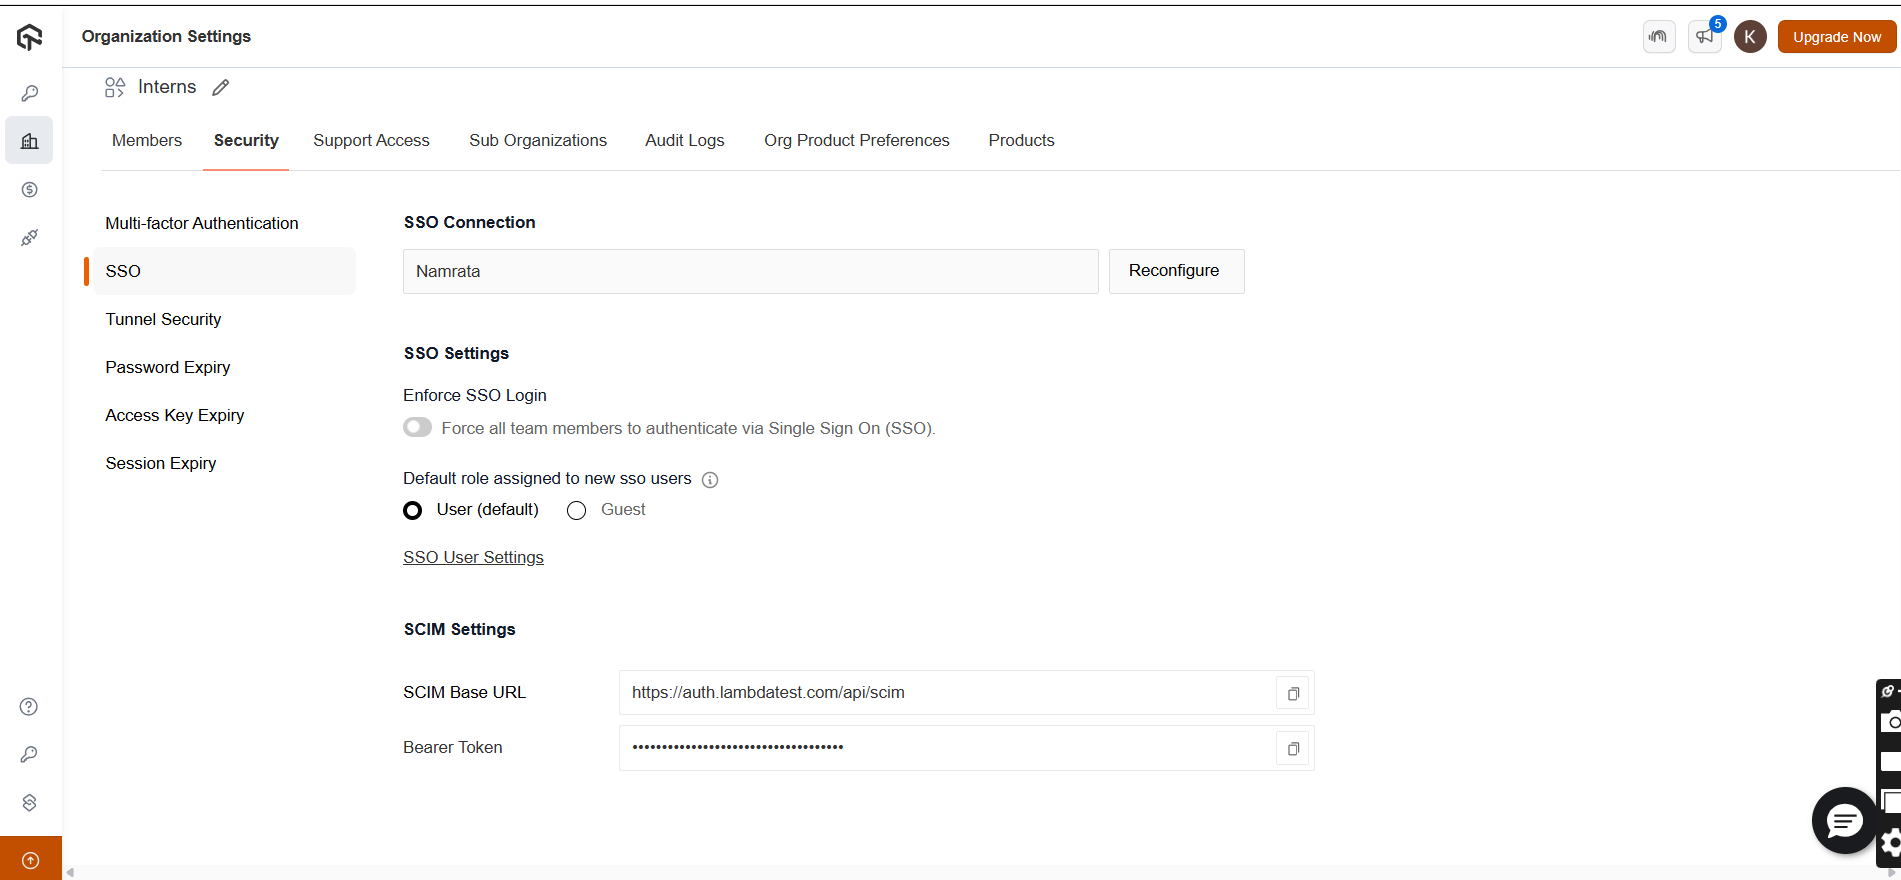 Organization Settings
5
K
Upgrade Now
Interns
Members Security Support Access Sub Organizations Audit Logs Org Product Preferences Products
Multi-factor Authentication
SSO
Tunnel Security
Password Expiry
Access Key Expiry
Session Expiry
SSO Connection
Namrata
Reconfigure
SSO Settings
Enforce SSO Login
Force all team members to authenticate via Single Sign On (SSO).
Default role assigned to new sso users
User (default) Guest
SSO User Settings
SCIM Settings
SCIM Base URL
https://auth.lambdatest.com/api/scim
Bearer Token
••••••••••••••••••••••••••••••••••••